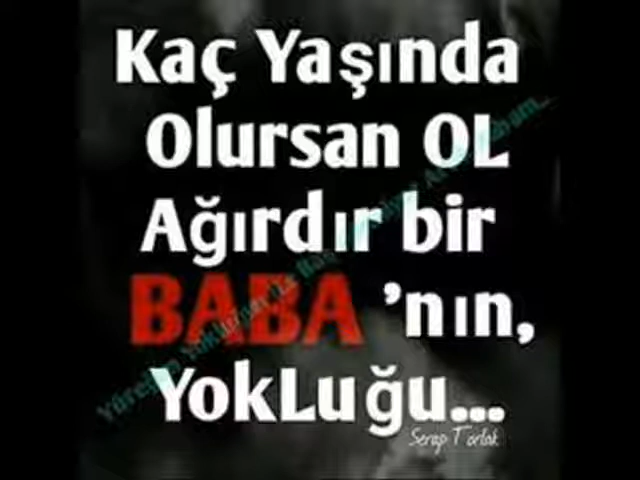 Kaç Yaşında
Olursan OL
Ağırdır bir
BABA 'nın,
YokLuğu...
Serap Torlak